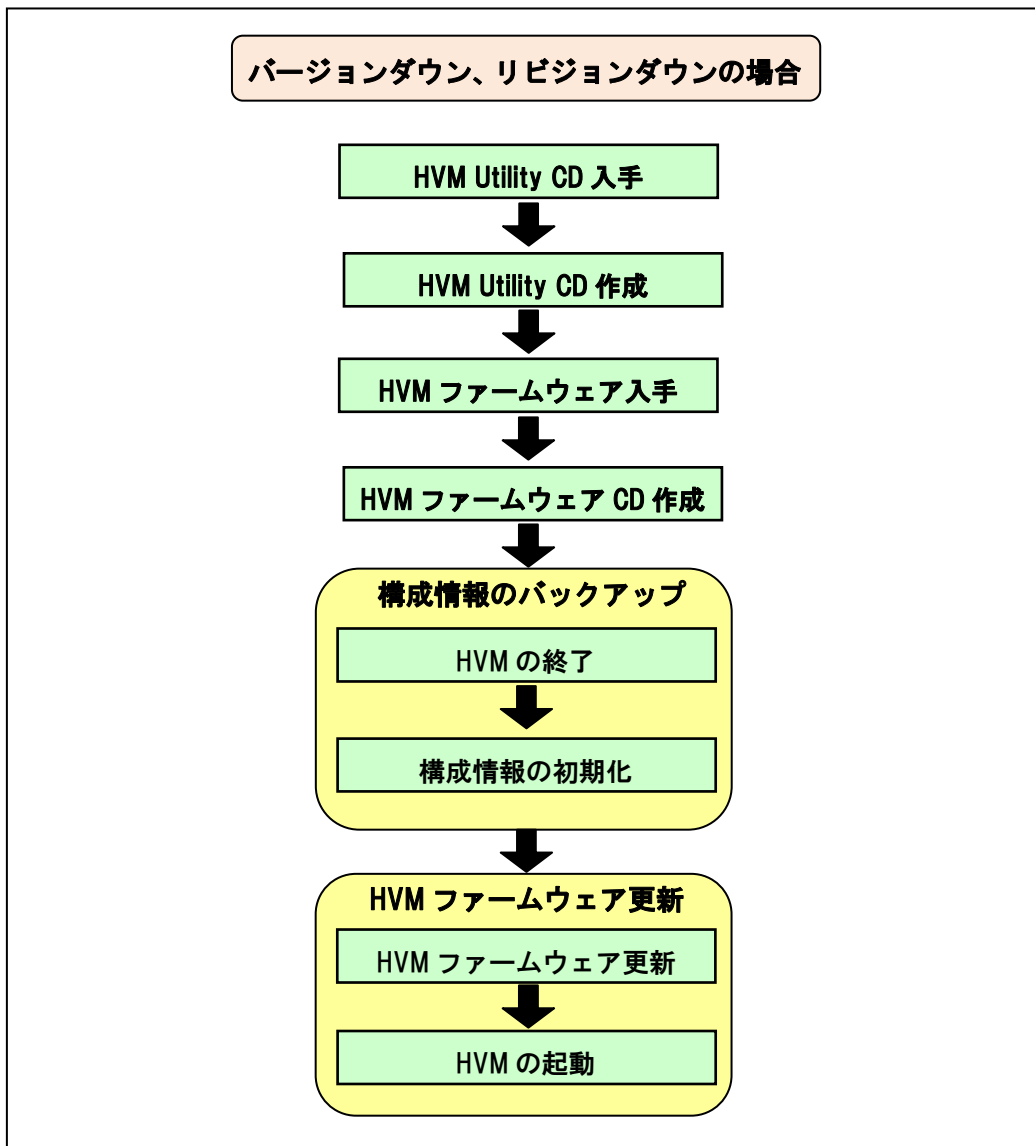 バージョンダウン、リビジョンダウンの場合
HVM Utility CD 入手
HVM Utility CD 作成
HVM ファームウェア入手
HVM ファームウェア CD 作成
構成情報のバックアップ
HVM の終了
構成情報の初期化
HVM ファームウェア更新
HVM ファームウェア更新
HVM の起動